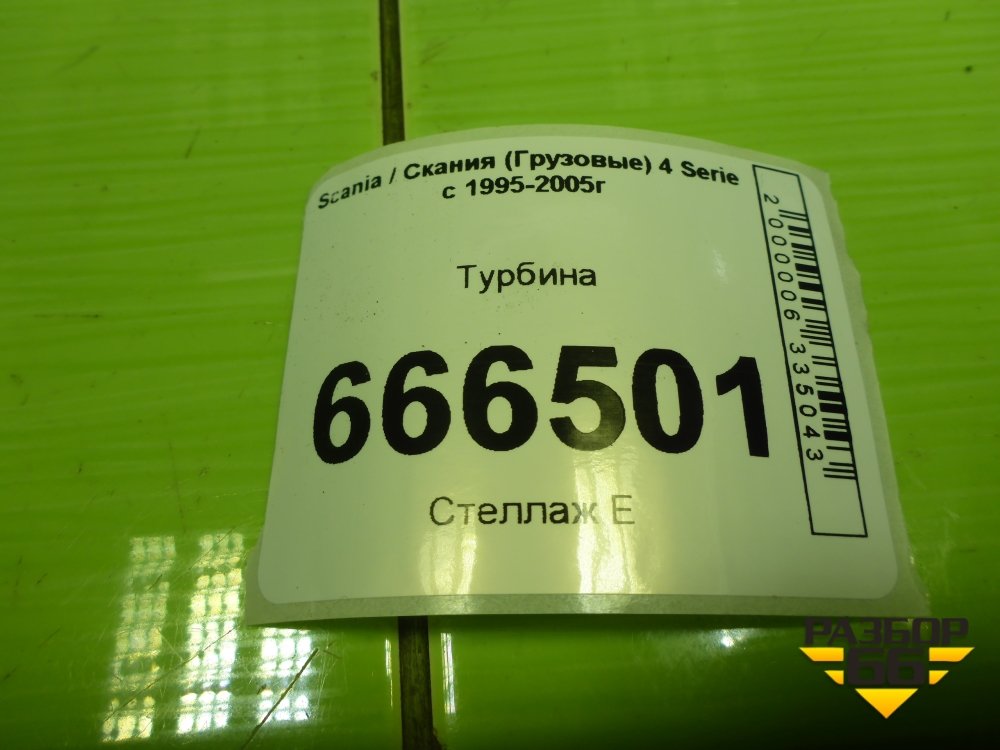 Scania / Скания (Грузовые) 4 Serie
с 1995-2005г
Турбина
666501
Стеллаж Е
2000006335043
РАЗБОР
66